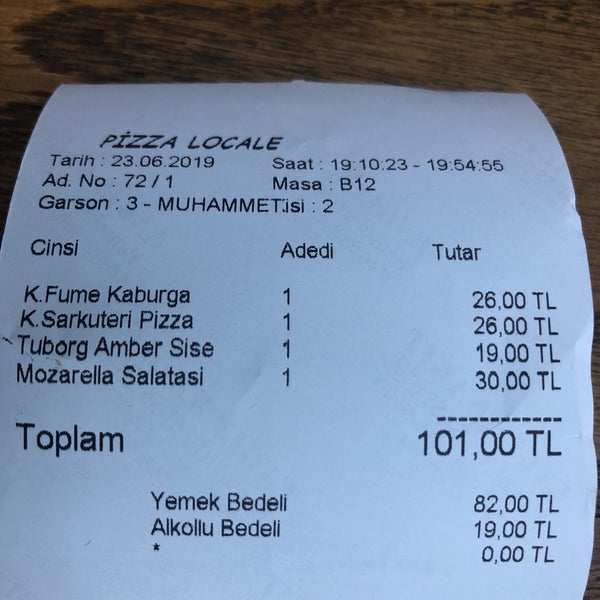 PİZZA LOCALE
Tarih : 23.06.2019 Saat : 19:10:23 - 19:54:55
Ad. No : 72 / 1 Masa : B12
Garson : 3 - MUHAMMET:isi : 2
Cinsi Adedi Tutar
K.Fume Kaburga 1 26,00 TL
K.Sarkuteri Pizza 1 26,00 TL
Tuborg Amber Sise 1 19,00 TL
Mozarella Salatasi 1 30,00 TL
------------
Toplam 101,00 TL
Yemek Bedeli 82,00 TL
Alkollu Bedeli 19,00 TL
* 0,00 TL